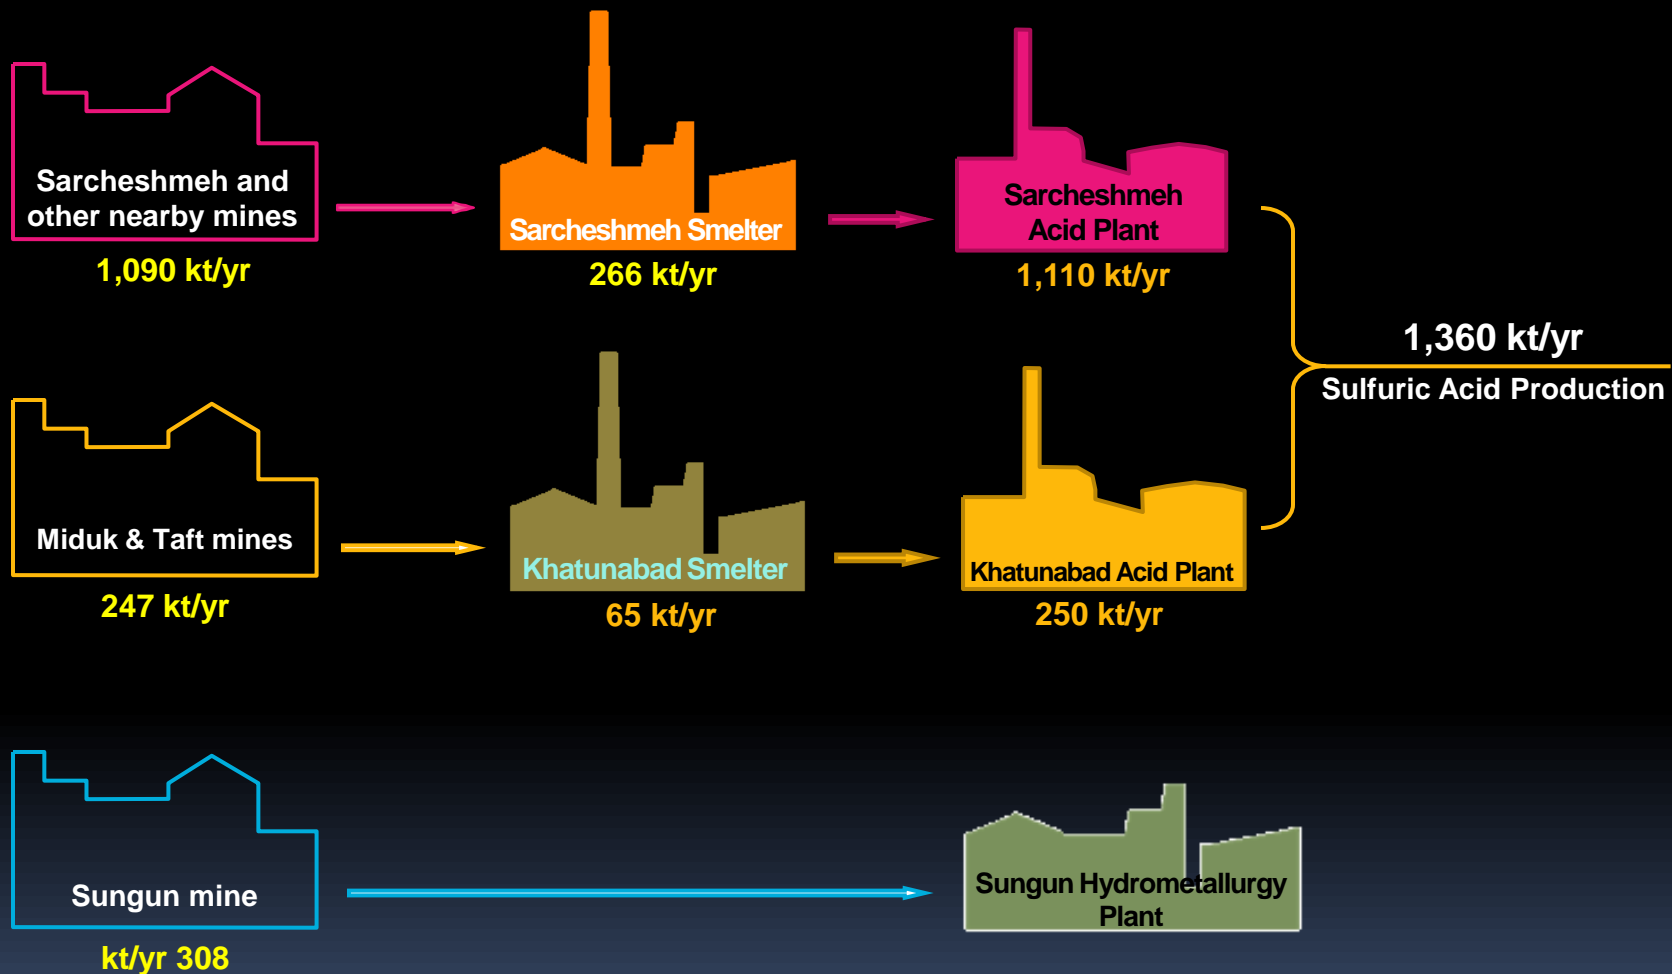 Sarcheshmeh and
other nearby mines
1,090 kt/yr
Sarcheshmeh Smelter
266 kt/yr
Sarcheshmeh
Acid Plant
1,110 kt/yr
1,360 kt/yr
Sulfuric Acid Production
Miduk & Taft mines
247 kt/yr
Khatunabad Smelter
65 kt/yr
Khatunabad Acid Plant
250 kt/yr
Sungun mine
kt/yr 308
Sungun Hydrometallurgy
Plant